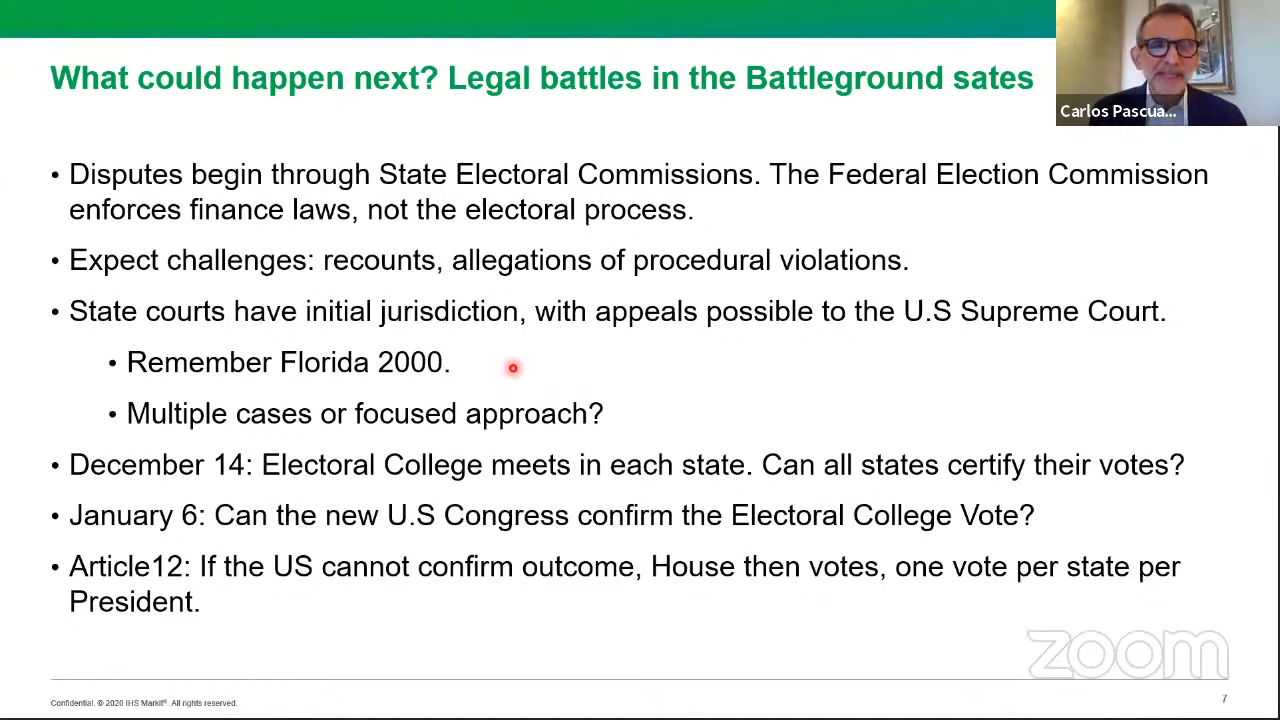 What could happen next? Legal battles in the Battleground sates
Carlos Pascua...
• Disputes begin through State Electoral Commissions. The Federal Election Commission
enforces finance laws, not the electoral process.
• Expect challenges: recounts, allegations of procedural violations.
• State courts have initial jurisdiction, with appeals possible to the U.S Supreme Court.
• Remember Florida 2000.
• Multiple cases or focused approach?
• December 14: Electoral College meets in each state. Can all states certify their votes?
• January 6: Can the new U.S Congress confirm the Electoral College Vote?
• Article12: If the US cannot confirm outcome, House then votes, one vote per state per
President.
zoom
Confidential. © 2020 IHS Markit®. All rights reserved.
7